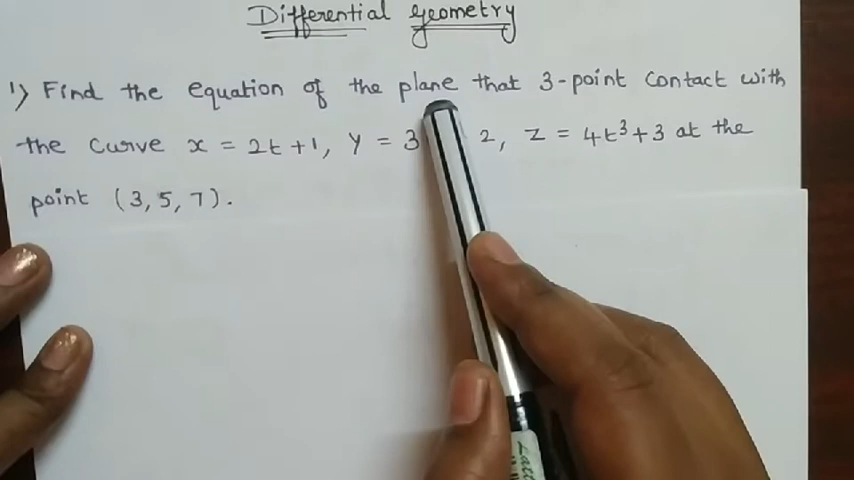 Differential geometry
1) Find the equation of the plane that 3-point Contact with
the Curve x = 2t+1, y = 3 2, z = 4t³+3 at the
point (3,5,7).